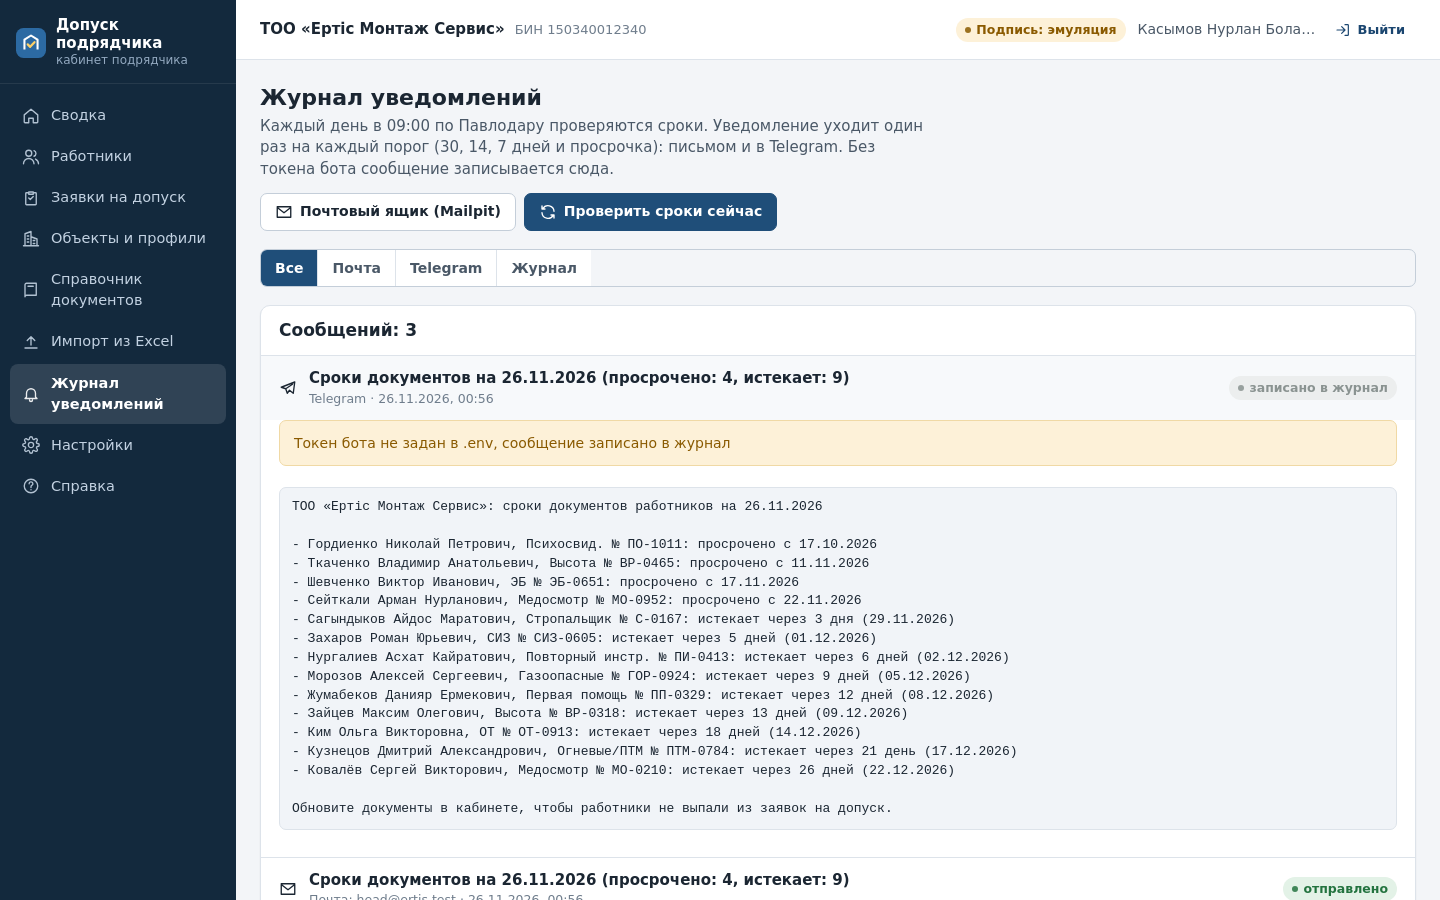 Допуск
подрядчика
кабинет подрядчика
Сводка
Работники
Заявки на допуск
Объекты и профили
Справочник
документов
Импорт из Excel
Журнал
уведомлений
Настройки
Справка
ТОО «Ертіс Монтаж Сервис» БИН 150340012340
Подпись: эмуляция
Касымов Нурлан Бола…
Выйти
Журнал уведомлений
Каждый день в 09:00 по Павлодару проверяются сроки. Уведомление уходит один
раз на каждый порог (30, 14, 7 дней и просрочка): письмом и в Telegram. Без
токена бота сообщение записывается сюда.
Почтовый ящик (Mailpit)
Проверить сроки сейчас
Все
Почта
Telegram
Журнал
Сообщений: 3
Сроки документов на 26.11.2026 (просрочено: 4, истекает: 9)
Telegram · 26.11.2026, 00:56
записано в журнал
Токен бота не задан в .env, сообщение записано в журнал
ТОО «Ертіс Монтаж Сервис»: сроки документов работников на 26.11.2026
- Гордиенко Николай Петрович, Психосвид. № ПО-1011: просрочено с 17.10.2026
- Ткаченко Владимир Анатольевич, Высота № ВР-0465: просрочено с 11.11.2026
- Шевченко Виктор Иванович, ЭБ № ЭБ-0651: просрочено с 17.11.2026
- Сейткали Арман Нурланович, Медосмотр № МО-0952: просрочено с 22.11.2026
- Сагындыков Айдос Маратович, Стропальщик № С-0167: истекает через 3 дня (29.11.2026)
- Захаров Роман Юрьевич, СИЗ № СИЗ-0605: истекает через 5 дней (01.12.2026)
- Нургалиев Асхат Кайратович, Повторный инстр. № ПИ-0413: истекает через 6 дней (02.12.2026)
- Морозов Алексей Сергеевич, Газоопасные № ГОР-0924: истекает через 9 дней (05.12.2026)
- Жумабеков Данияр Ермекович, Первая помощь № ПП-0329: истекает через 12 дней (08.12.2026)
- Зайцев Максим Олегович, Высота № ВР-0318: истекает через 13 дней (09.12.2026)
- Ким Ольга Викторовна, ОТ № ОТ-0913: истекает через 18 дней (14.12.2026)
- Кузнецов Дмитрий Александрович, Огневые/ПТМ № ПТМ-0784: истекает через 21 день (17.12.2026)
- Ковалёв Сергей Викторович, Медосмотр № МО-0210: истекает через 26 дней (22.12.2026)
Обновите документы в кабинете, чтобы работники не выпали из заявок на допуск.
Сроки документов на 26.11.2026 (просрочено: 4, истекает: 9)
Почта: head@ertis.test · 26.11.2026, 00:56
отправлено